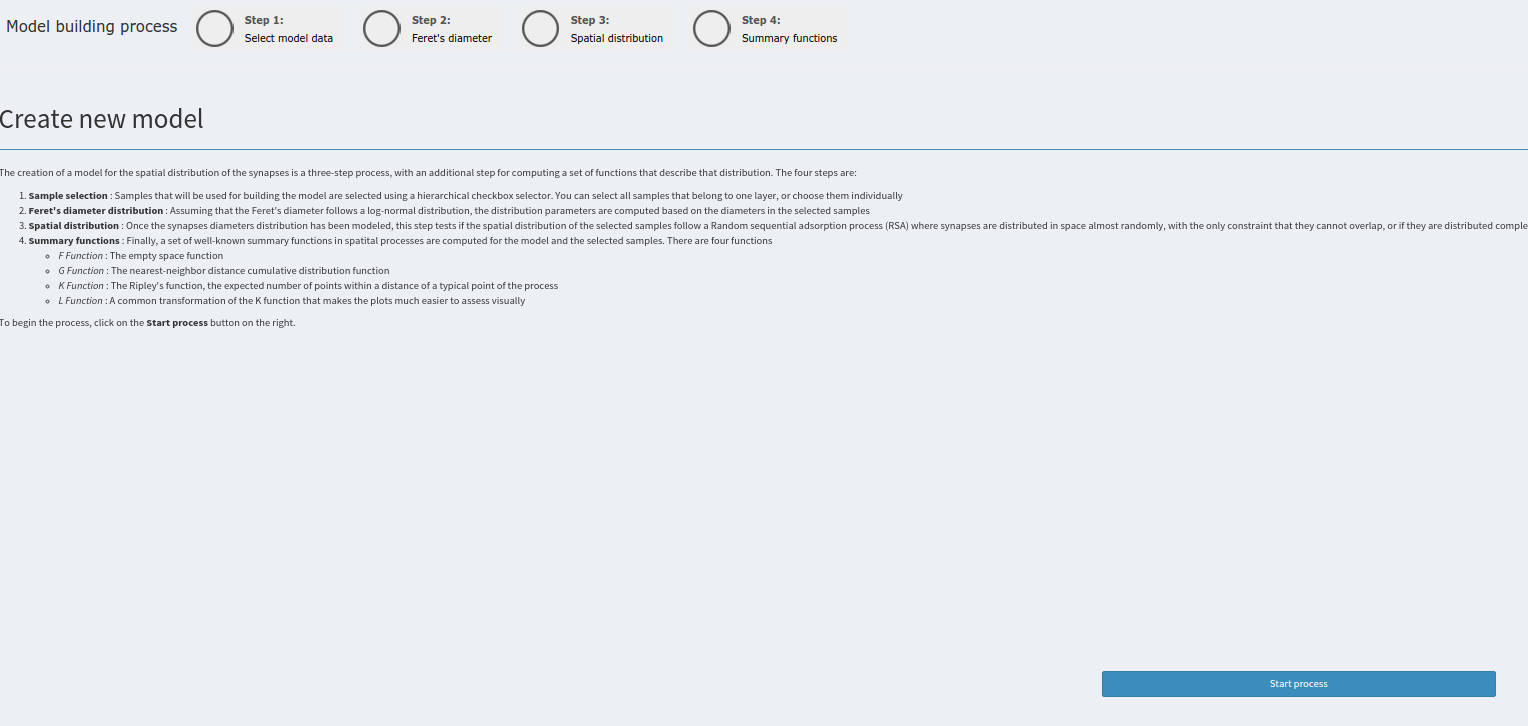 Model building process
Step 1:
Select model data
Step 2:
Feret's diameter
Step 3:
Spatial distribution
Step 4:
Summary functions
Create new model
The creation of a model for the spatial distribution of the synapses is a three-step process, with an additional step for computing a set of functions that describe that distribution. The four steps are:
1. Sample selection : Samples that will be used for building the model are selected using a hierarchical checkbox selector. You can select all samples that belong to one layer, or choose them individually
2. Feret's diameter distribution : Assuming that the Feret's diameter follows a log-normal distribution, the distribution parameters are computed based on the diameters in the selected samples
3. Spatial distribution : Once the synapses diameters distribution has been modeled, this step tests if the spatial distribution of the selected samples follow a Random sequential adsorption process (RSA) where synapses are distributed in space almost randomly, with the only constraint that they cannot overlap, or if they are distributed comple
4. Summary functions : Finally, a set of well-known summary functions in spatital processes are computed for the model and the selected samples. There are four functions
F Function : The empty space function
G Function : The nearest-neighbor distance cumulative distribution function
K Function : The Ripley's function, the expected number of points within a distance of a typical point of the process
L Function : A common transformation of the K function that makes the plots much easier to assess visually
To begin the process, click on the Start process button on the right.
Start process